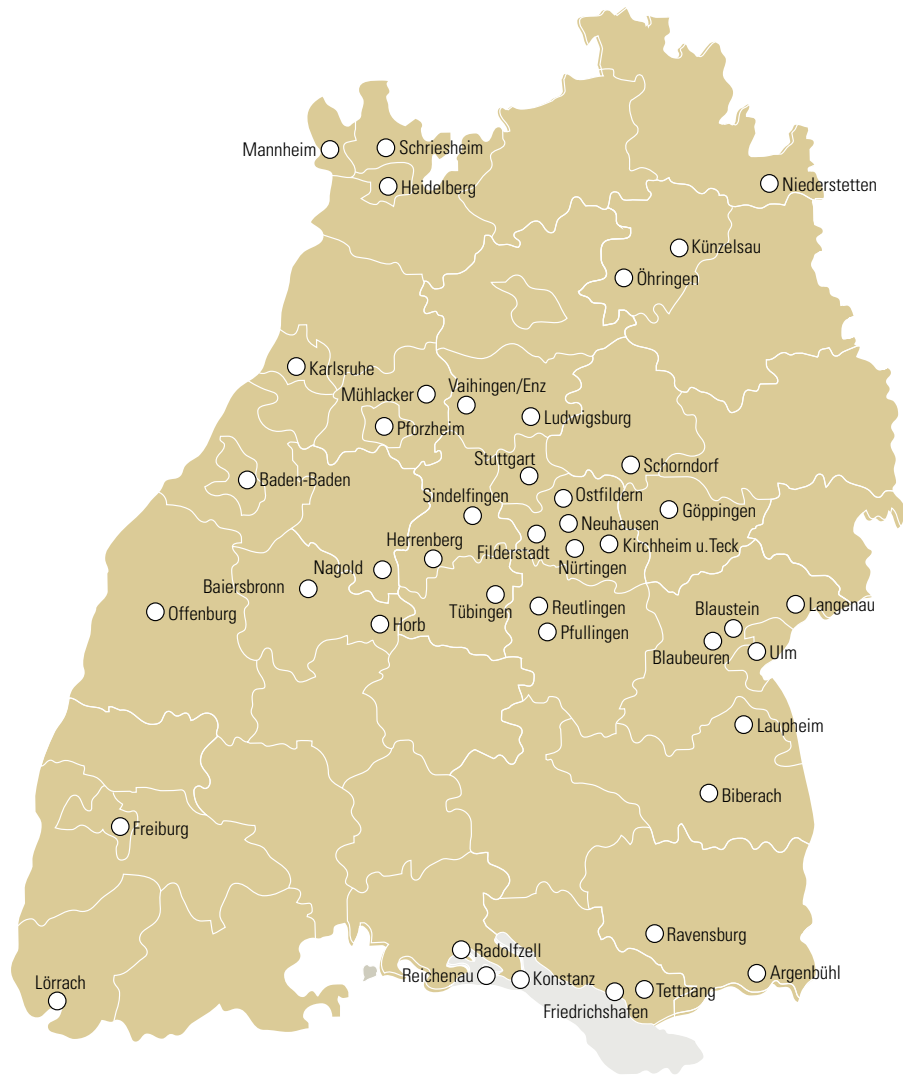 Mannheim
Schriesheim
Heidelberg
Niederstetten
Künzelsau
Öhringen
Karlsruhe
Mühlacker
Vaihingen/Enz
Ludwigsburg
Pforzheim
Stuttgart
Schorndorf
Baden-Baden
Sindelfingen
Ostfildern
Göppingen
Neuhausen
Herrenberg
Filderstadt
Kirchheim u. Teck
Nagold
Nürtingen
Baiersbronn
Offenburg
Tübingen
Reutlingen
Blaustein
Langenau
Horb
Pfullingen
Blaubeuren
Ulm
Laupheim
Biberach
Freiburg
Ravensburg
Radolfzell
Reichenau
Konstanz
Argenbühl
Lörrach
Tettnang
Friedrichshafen